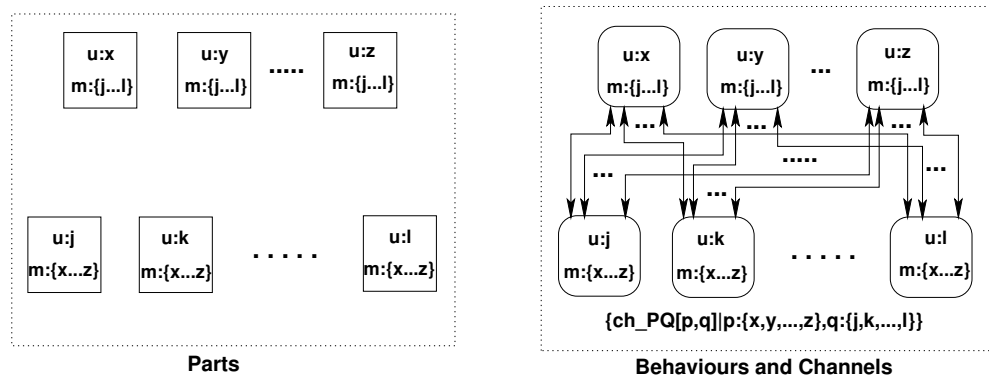 u:x u:y u:z
m:{j...l} m:{j...l} ..... m:{j...l}
u:j u:k u:l
m:{x...z} m:{x...z} . . . . . m:{x...z}
Parts
u:x u:y u:z
m:{j...l} m:{j...l} ... m:{j...l}
... ... ...
.....
... ... ...
u:j u:k u:l
m:{x...z} m:{x...z} . . . . . m:{x...z}
{ch_PQ[p,q]|p:{x,y,...,z},q:{j,k,...,l}}
Behaviours and Channels